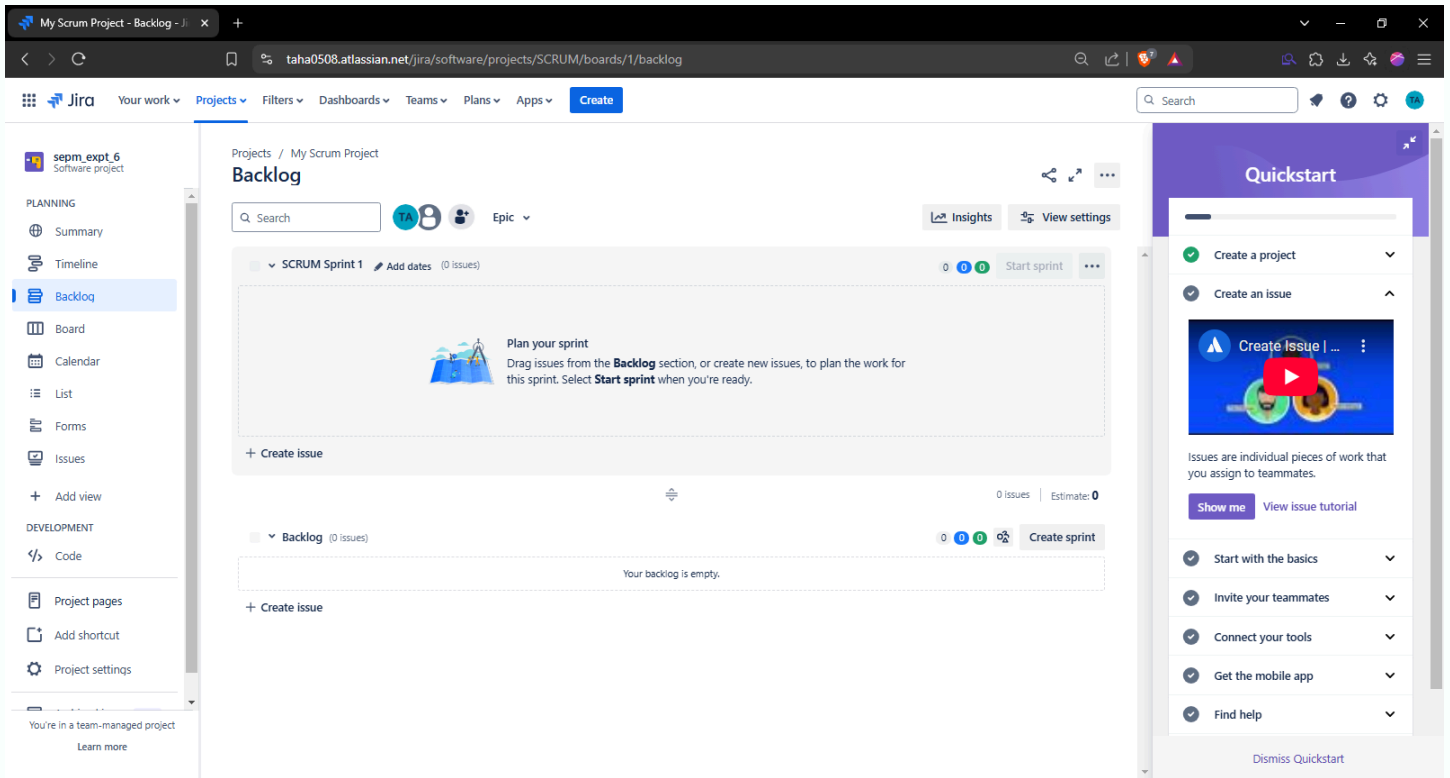 My Scrum Project - Backlog - Ji
taha0508.atlassian.net/jira/software/projects/SCRUM/boards/1/backlog
7
Jira
Your work
Projects
Filters
Dashboards
Teams
Plans
Apps
Create
Search
TA
sepm_expt_6
Software project
PLANNING
Summary
Timeline
Backlog
Board
Calendar
List
Forms
Issues
Add view
DEVELOPMENT
Code
Project pages
Add shortcut
Project settings
You're in a team-managed project
Learn more
Projects / My Scrum Project
Backlog
Search
TA
Epic
Insights
View settings
SCRUM Sprint 1 Add dates (0 issues)
0 0 0 Start sprint
Plan your sprint
Drag issues from the Backlog section, or create new issues, to plan the work for
this sprint. Select Start sprint when you're ready.
+ Create issue
0 issues Estimate: 0
Backlog (0 issues)
0 0 0 Create sprint
Your backlog is empty.
+ Create issue
Quickstart
Create a project
Create an issue
Create Issue | ...
Issues are individual pieces of work that
you assign to teammates.
Show me View issue tutorial
Start with the basics
Invite your teammates
Connect your tools
Get the mobile app
Find help
Dismiss Quickstart